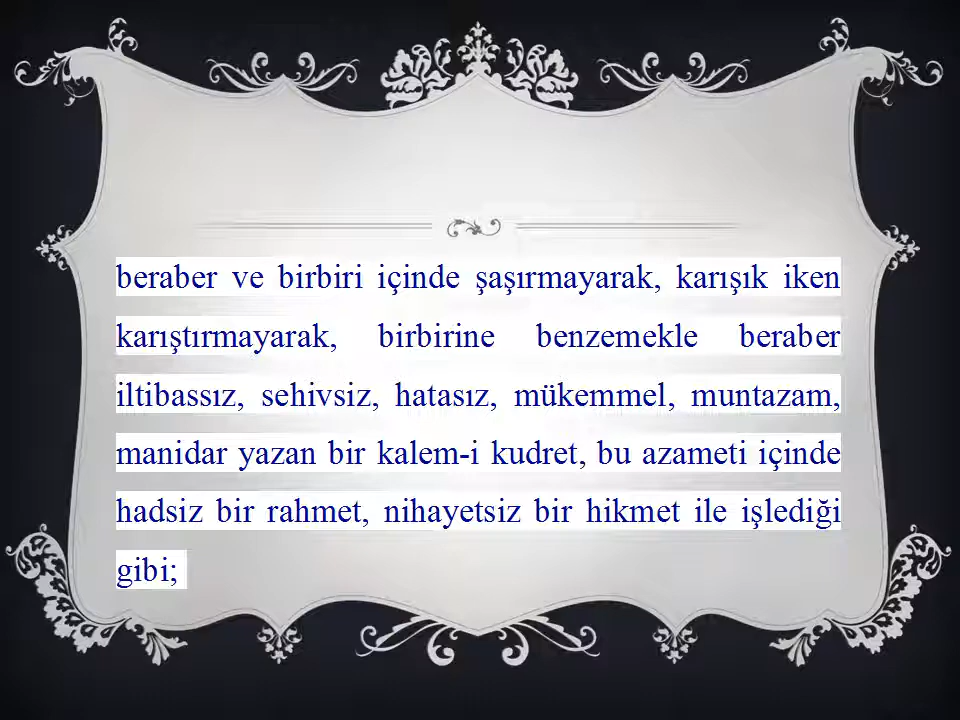 beraber ve birbiri içinde şaşırmayarak, karışık iken
karıştırmayarak, birbirine benzemekle beraber
iltibassız, sehivsiz, hatasız, mükemmel, muntazam,
manidar yazan bir kalem-i kudret, bu azameti içinde
hadsiz bir rahmet, nihayetsiz bir hikmet ile işlediği
gibi;